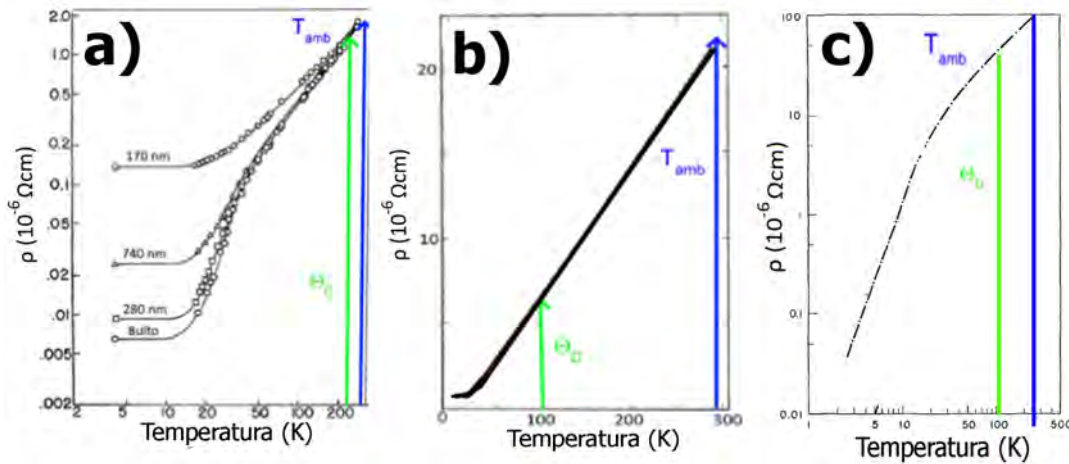 a)
2.0
1.0
0.5
0.2
0.1
.05
.02
.01
.005
.002
ρ (10⁻⁶ Ωcm)
T amb
170 nm
740 nm
280 nm
Bulto
2
5
10
20
50
100
200
Temperatura (K)
b)
20
10
0
ρ (10⁻⁶ Ωcm)
T amb
Θ D
100
200
300
Temperatura (K)
c)
100
10
1
0.1
0.01
ρ (10⁻⁶ Ωcm)
T amb
1
5
10
50
100
500
Temperatura (K)